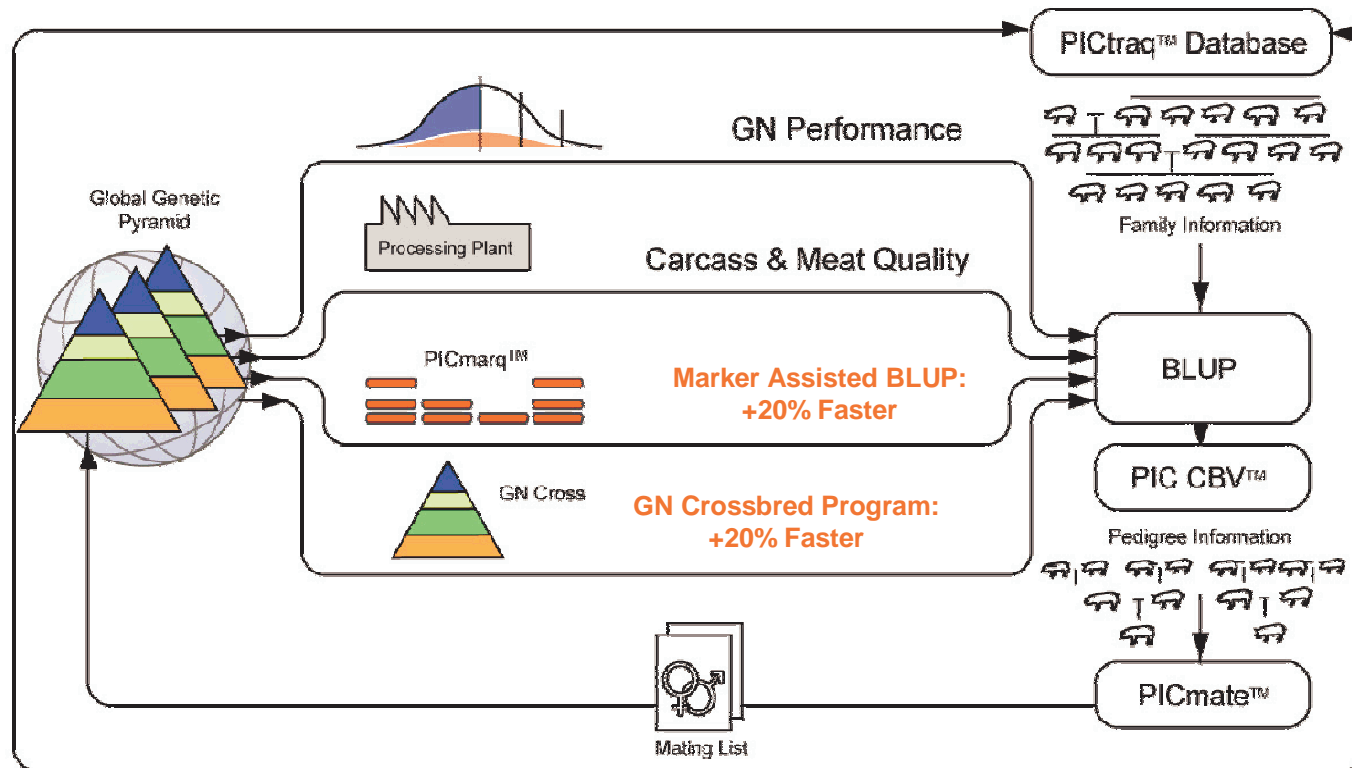 PICtraq™ Database
GN Performance
Global Genetic
Pyramid
Processing Plant
Family Information
Carcass & Meat Quality
PICmarq™
Marker Assisted BLUP:
+20% Faster
BLUP
GN Cross
GN Crossbred Program:
+20% Faster
PIC CBV™
Pedigree Information
PICmate™
Mating List